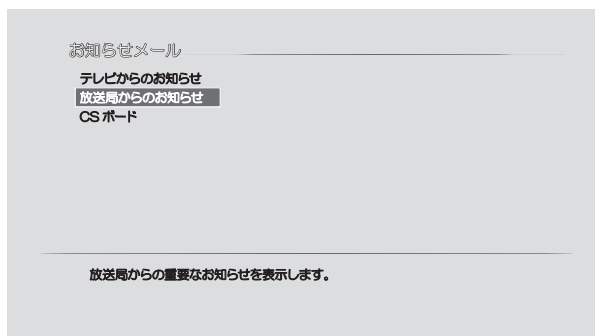 お知らせメール
テレビからのお知らせ
放送局からのお知らせ
CSボード
放送局からの重要なお知らせを表示します。